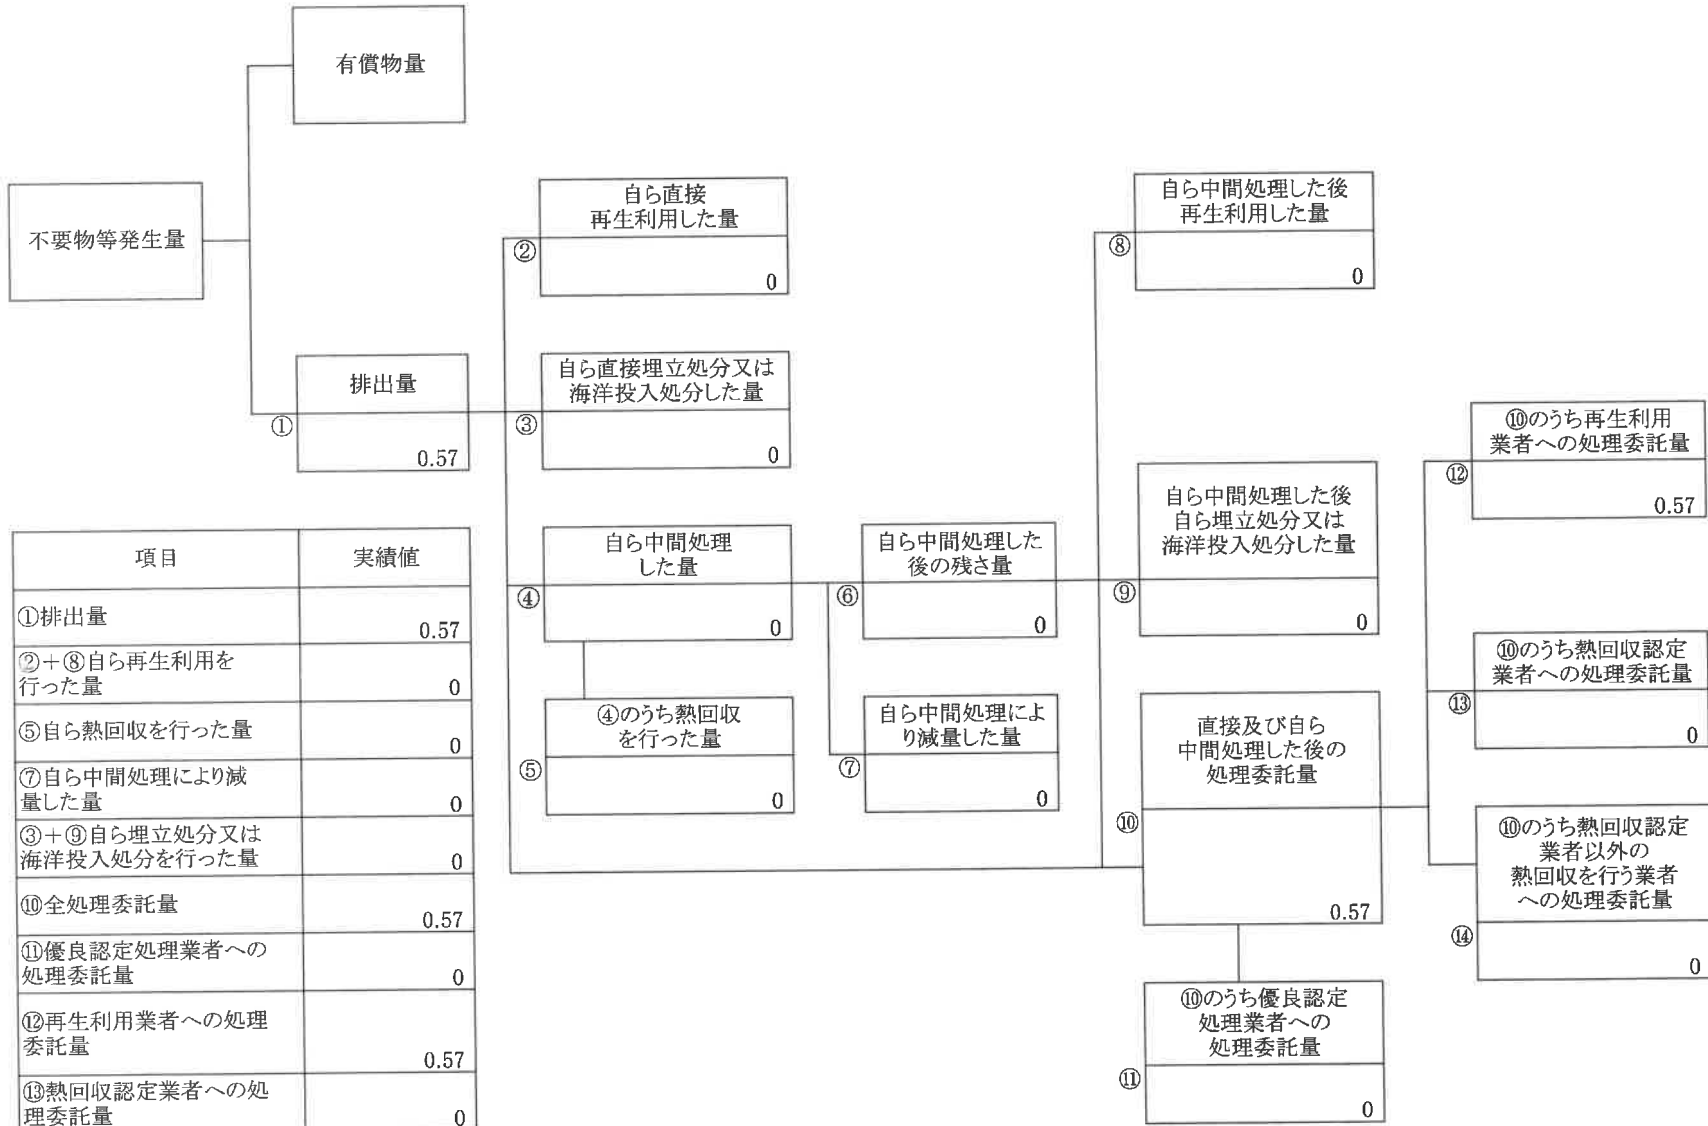 有償物量
不要物等発生量
自ら直接
再生利用した量
②
0
自ら中間処理した後
再生利用した量
⑧
0
排出量
①
0.57
自ら直接埋立処分又は
海洋投入処分した量
③
0
⑩のうち再生利用
業者への処理委託量
⑫
0.57
自ら中間処理した後
自ら埋立処分又は
海洋投入処分した量
⑨
0
自ら中間処理
した量
④
0
自ら中間処理した
後の残さ量
⑥
0
⑩のうち熱回収認定
業者への処理委託量
⑬
0
④のうち熱回収
を行った量
⑤
0
自ら中間処理によ
り減量した量
⑦
0
直接及び自ら
中間処理した後の
処理委託量
⑩
0.57
⑩のうち熱回収認定
業者以外の
熱回収を行う業者
への処理委託量
⑭
0
⑩のうち優良認定
処理業者への
処理委託量
⑪
0
項目 実績値
①排出量
0.57
②+⑧自ら再生利用を
行った量 0
⑤自ら熱回収を行った量
0
⑦自ら中間処理により減
量した量 0
③+⑨自ら埋立処分又は
海洋投入処分を行った量 0
⑩全処理委託量
0.57
⑪優良認定処理業者への
処理委託量 0
⑫再生利用業者への処理
委託量
0.57
⑬熱回収認定業者への処
理委託量 0